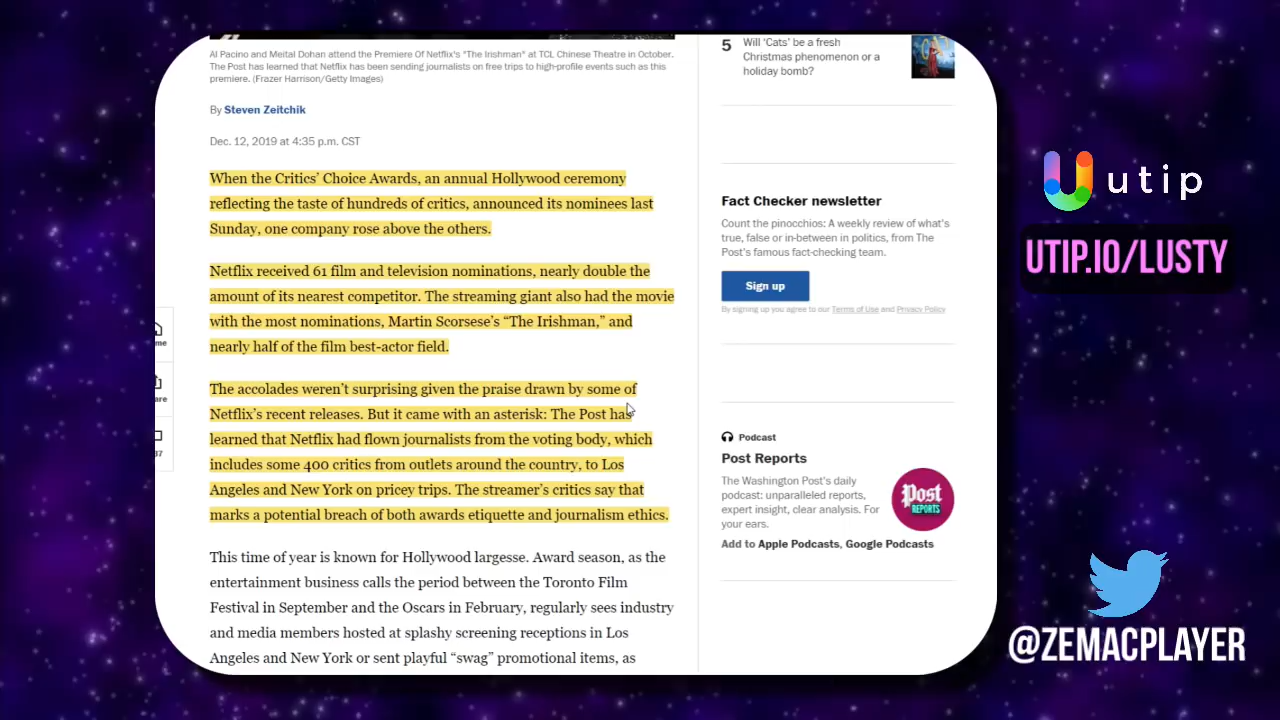 Al Pacino and Meital Dohan attend the Premiere Of Netflix's "The Irishman" at TCL Chinese Theatre in October.
The Post has learned that Netflix has been sending journalists on free trips to high-profile events such as this
premiere. (Frazer Harrison/Getty Images)
By Steven Zeitchik
Dec. 12, 2019 at 4:35 p.m. CST
When the Critics’ Choice Awards, an annual Hollywood ceremony
reflecting the taste of hundreds of critics, announced its nominees last
Sunday, one company rose above the others.
Netflix received 61 film and television nominations, nearly double the
amount of its nearest competitor. The streaming giant also had the movie
with the most nominations, Martin Scorsese’s “The Irishman,” and
nearly half of the film best-actor field.
The accolades weren’t surprising given the praise drawn by some of
Netflix’s recent releases. But it came with an asterisk: The Post has
learned that Netflix had flown journalists from the voting body, which
includes some 400 critics from outlets around the country, to Los
Angeles and New York on pricey trips. The streamer’s critics say that
marks a potential breach of both awards etiquette and journalism ethics.
This time of year is known for Hollywood largesse. Award season, as the
entertainment business calls the period between the Toronto Film
Festival in September and the Oscars in February, regularly sees industry
and media members hosted at splashy screening receptions in Los
Angeles and New York or sent playful “swag” promotional items, as
me
are
37
5 Will ‘Cats’ be a fresh
Christmas phenomenon or a
holiday bomb?
Fact Checker newsletter
Count the pinocchios: A weekly review of what's
true, false or in-between in politics, from The
Post's famous fact-checking team.
Sign up
By signing up you agree to our Terms of Use and Privacy Policy
Podcast
Post Reports
The Washington Post's daily
podcast: unparalleled reports,
expert insight, clear analysis. For
your ears.
Post
REPORTS
Add to Apple Podcasts, Google Podcasts
utip
UTIP.IO/LUSTY
@ZEMACPLAYER